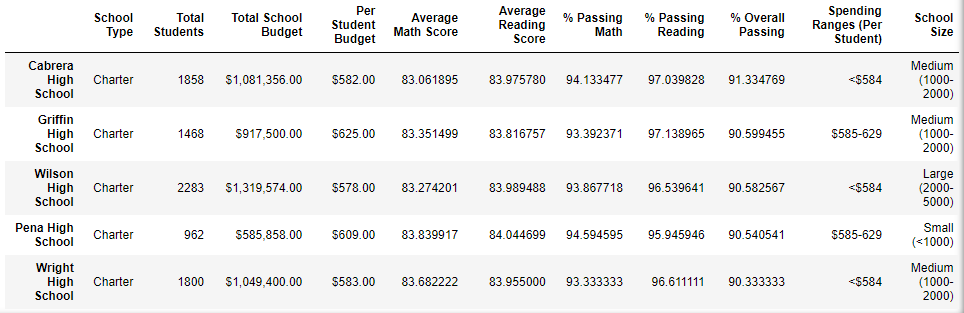 School Type Total Students Total School Budget Per Student Budget Average Math Score Average Reading Score % Passing Math % Passing Reading % Overall Passing Spending Ranges (Per Student) School Size
Cabrera High School Charter 1858 $1,081,356.00 $582.00 83.061895 83.975780 94.133477 97.039828 91.334769 <$584 Medium (1000-2000)
Griffin High School Charter 1468 $917,500.00 $625.00 83.351499 83.816757 93.392371 97.138965 90.599455 $585-629 Medium (1000-2000)
Wilson High School Charter 2283 $1,319,574.00 $578.00 83.274201 83.989488 93.867718 96.539641 90.582567 <$584 Large (2000-5000)
Pena High School Charter 962 $585,858.00 $609.00 83.839917 84.044699 94.594595 95.945946 90.540541 $585-629 Small (<1000)
Wright High School Charter 1800 $1,049,400.00 $583.00 83.682222 83.955000 93.333333 96.611111 90.333333 <$584 Medium (1000-2000)